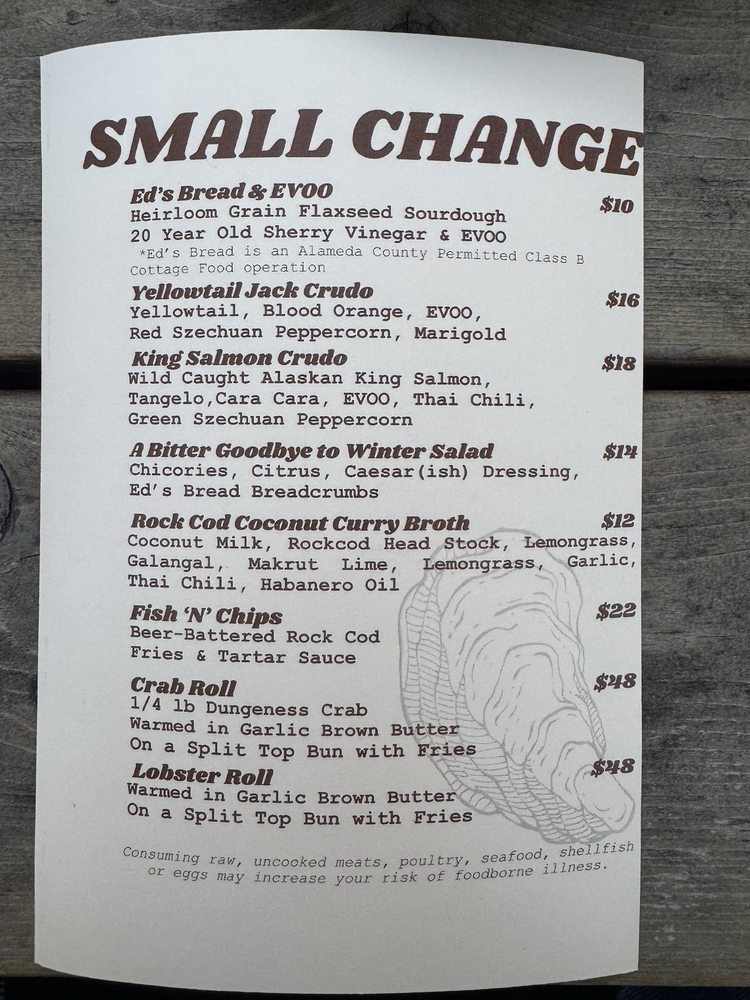 SMALL CHANGE
Ed's Bread & EVOO $10
Heirloom Grain Flaxseed Sourdough
20 Year Old Sherry Vinegar & EVOO
*Ed's Bread is an Alameda County Permitted Class B
Cottage Food operation
Yellowtail Jack Crudo $16
Yellowtail, Blood Orange, EVOO,
Red Szechuan Peppercorn, Marigold
King Salmon Crudo $18
Wild Caught Alaskan King Salmon,
Tangelo,Cara Cara, EVOO, Thai Chili,
Green Szechuan Peppercorn
A Bitter Goodbye to Winter Salad $14
Chicories, Citrus, Caesar(ish) Dressing,
Ed's Bread Breadcrumbs
Rock Cod Coconut Curry Broth $12
Coconut Milk, Rockcod Head Stock, Lemongrass,
Galangal, Makrut Lime, Lemongrass, Garlic,
Thai Chili, Habanero Oil
Fish 'N' Chips $22
Beer-Battered Rock Cod
Fries & Tartar Sauce
Crab Roll $48
1/4 lb Dungeness Crab
Warmed in Garlic Brown Butter
On a Split Top Bun with Fries
Lobster Roll $48
Warmed in Garlic Brown Butter
On a Split Top Bun with Fries
Consuming raw, uncooked meats, poultry, seafood, shellfish
or eggs may increase your risk of foodborne illness.